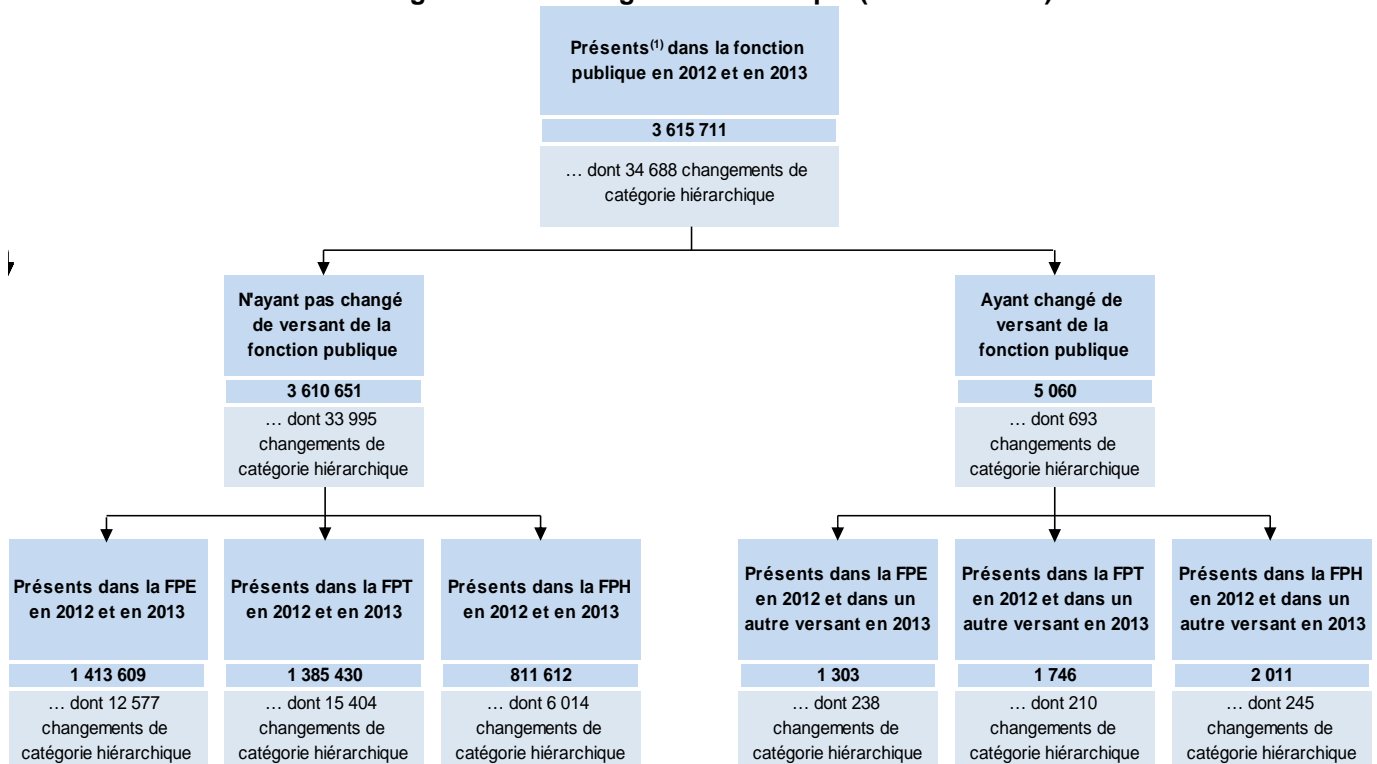 Présents(1) dans la fonction
publique en 2012 et en 2013
3 615 711
… dont 34 688 changements de
catégorie hiérarchique
N'ayant pas changé
de versant de la
fonction publique
3 610 651
… dont 33 995
changements de
catégorie hiérarchique
Ayant changé de
versant de la
fonction publique
5 060
… dont 693
changements de
catégorie hiérarchique
Présents dans la FPE
en 2012 et en 2013
1 413 609
… dont 12 577
changements de
catégorie hiérarchique
Présents dans la FPT
en 2012 et en 2013
1 385 430
… dont 15 404
changements de
catégorie hiérarchique
Présents dans la FPH
en 2012 et en 2013
811 612
… dont 6 014
changements de
catégorie hiérarchique
Présents dans la FPE
en 2012 et dans un
autre versant en 2013
1 303
… dont 238
changements de
catégorie hiérarchique
Présents dans la FPT
en 2012 et dans un
autre versant en 2013
1 746
… dont 210
changements de
catégorie hiérarchique
Présents dans la FPH
en 2012 et dans un
autre versant en 2013
2 011
… dont 245
changements de
catégorie hiérarchique